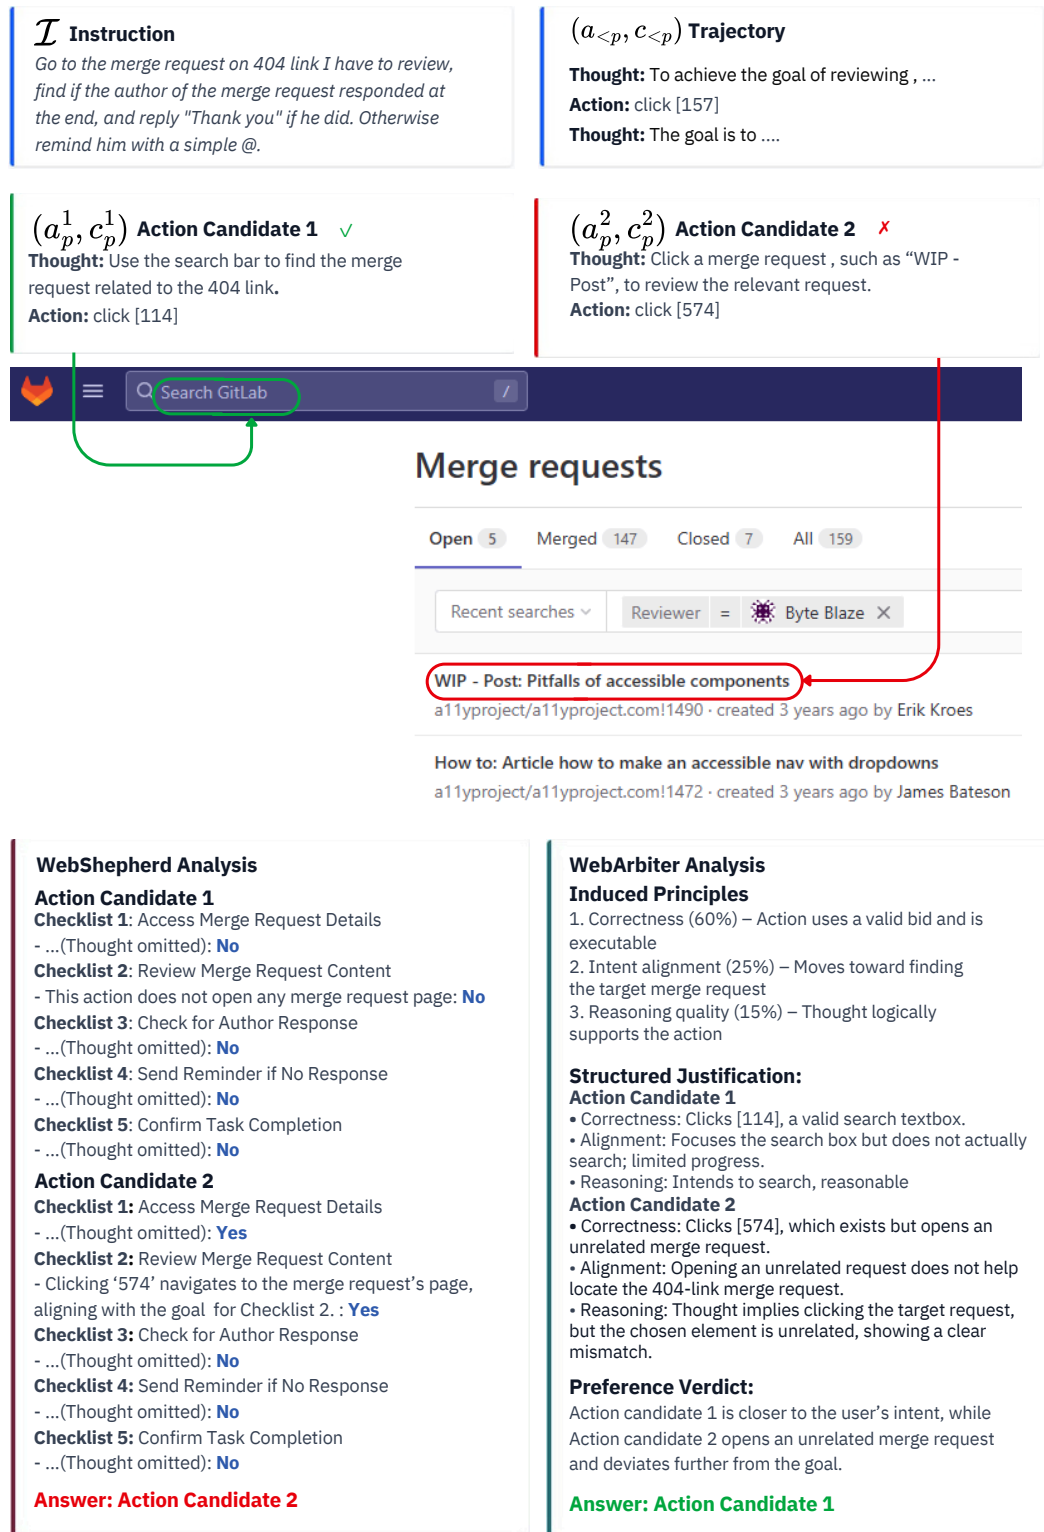 𝓘 Instruction
Go to the merge request on 404 link I have to review,
find if the author of the merge request responded at
the end, and reply "Thank you" if he did. Otherwise
remind him with a simple @.
(a<p, c<p) Trajectory
Thought: To achieve the goal of reviewing , ...
Action: click [157]
Thought: The goal is to ....
(a¹p, c¹p) Action Candidate 1 ✓
Thought: Use the search bar to find the merge
request related to the 404 link.
Action: click [114]
(a²p, c²p) Action Candidate 2 ✗
Thought: Click a merge request , such as “WIP -
Post”, to review the relevant request.
Action: click [574]
Search GitLab /
Merge requests
Open 5 Merged 147 Closed 7 All 159
Recent searches Reviewer = Byte Blaze ×
WIP - Post: Pitfalls of accessible components
a11yproject/a11yproject.com!1490 · created 3 years ago by Erik Kroes
How to: Article how to make an accessible nav with dropdowns
a11yproject/a11yproject.com!1472 · created 3 years ago by James Bateson
WebShepherd Analysis
Action Candidate 1
Checklist 1: Access Merge Request Details
- ...(Thought omitted): No
Checklist 2: Review Merge Request Content
- This action does not open any merge request page: No
Checklist 3: Check for Author Response
- ...(Thought omitted): No
Checklist 4: Send Reminder if No Response
- ...(Thought omitted): No
Checklist 5: Confirm Task Completion
- ...(Thought omitted): No
Action Candidate 2
Checklist 1: Access Merge Request Details
- ...(Thought omitted): Yes
Checklist 2: Review Merge Request Content
- Clicking ‘574’ navigates to the merge request’s page,
aligning with the goal for Checklist 2. : Yes
Checklist 3: Check for Author Response
- ...(Thought omitted): No
Checklist 4: Send Reminder if No Response
- ...(Thought omitted): No
Checklist 5: Confirm Task Completion
- ...(Thought omitted): No
Answer: Action Candidate 2
WebArbiter Analysis
Induced Principles
1. Correctness (60%) – Action uses a valid bid and is
executable
2. Intent alignment (25%) – Moves toward finding
the target merge request
3. Reasoning quality (15%) – Thought logically
supports the action
Structured Justification:
Action Candidate 1
• Correctness: Clicks [114], a valid search textbox.
• Alignment: Focuses the search box but does not actually
search; limited progress.
• Reasoning: Intends to search, reasonable
Action Candidate 2
• Correctness: Clicks [574], which exists but opens an
unrelated merge request.
• Alignment: Opening an unrelated request does not help
locate the 404-link merge request.
• Reasoning: Thought implies clicking the target request,
but the chosen element is unrelated, showing a clear
mismatch.
Preference Verdict:
Action candidate 1 is closer to the user’s intent, while
Action candidate 2 opens an unrelated merge request
and deviates further from the goal.
Answer: Action Candidate 1